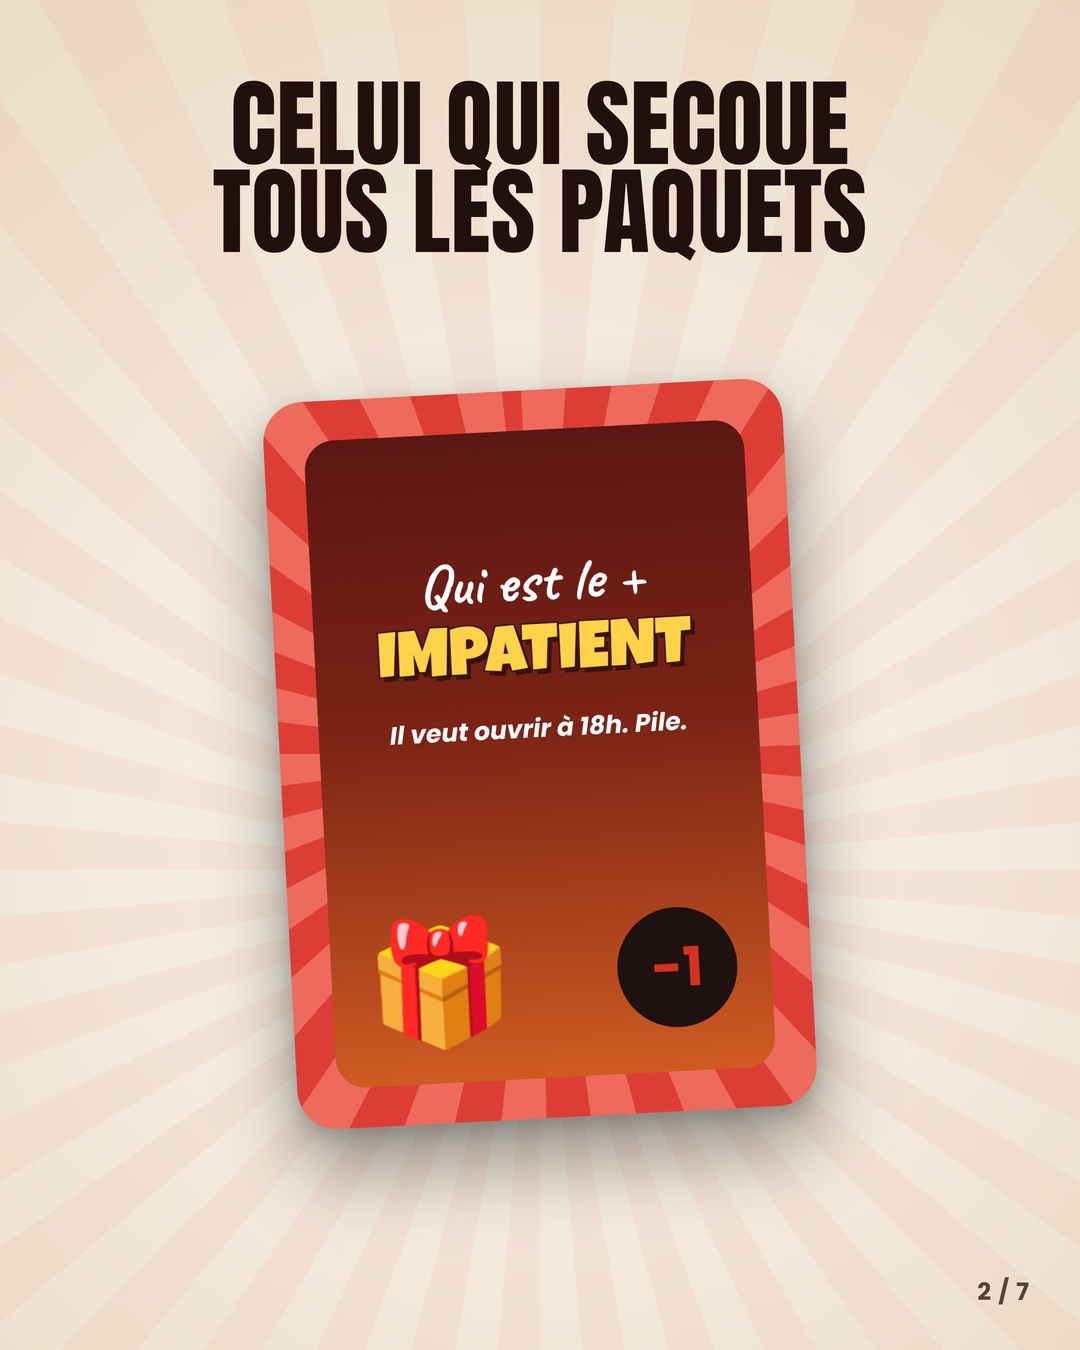 CELUI QUI SECOUE
TOUS LES PAQUETS
Qui est le +
IMPATIENT
Il veut ouvrir à 18h. Pile.
-1
2 / 7